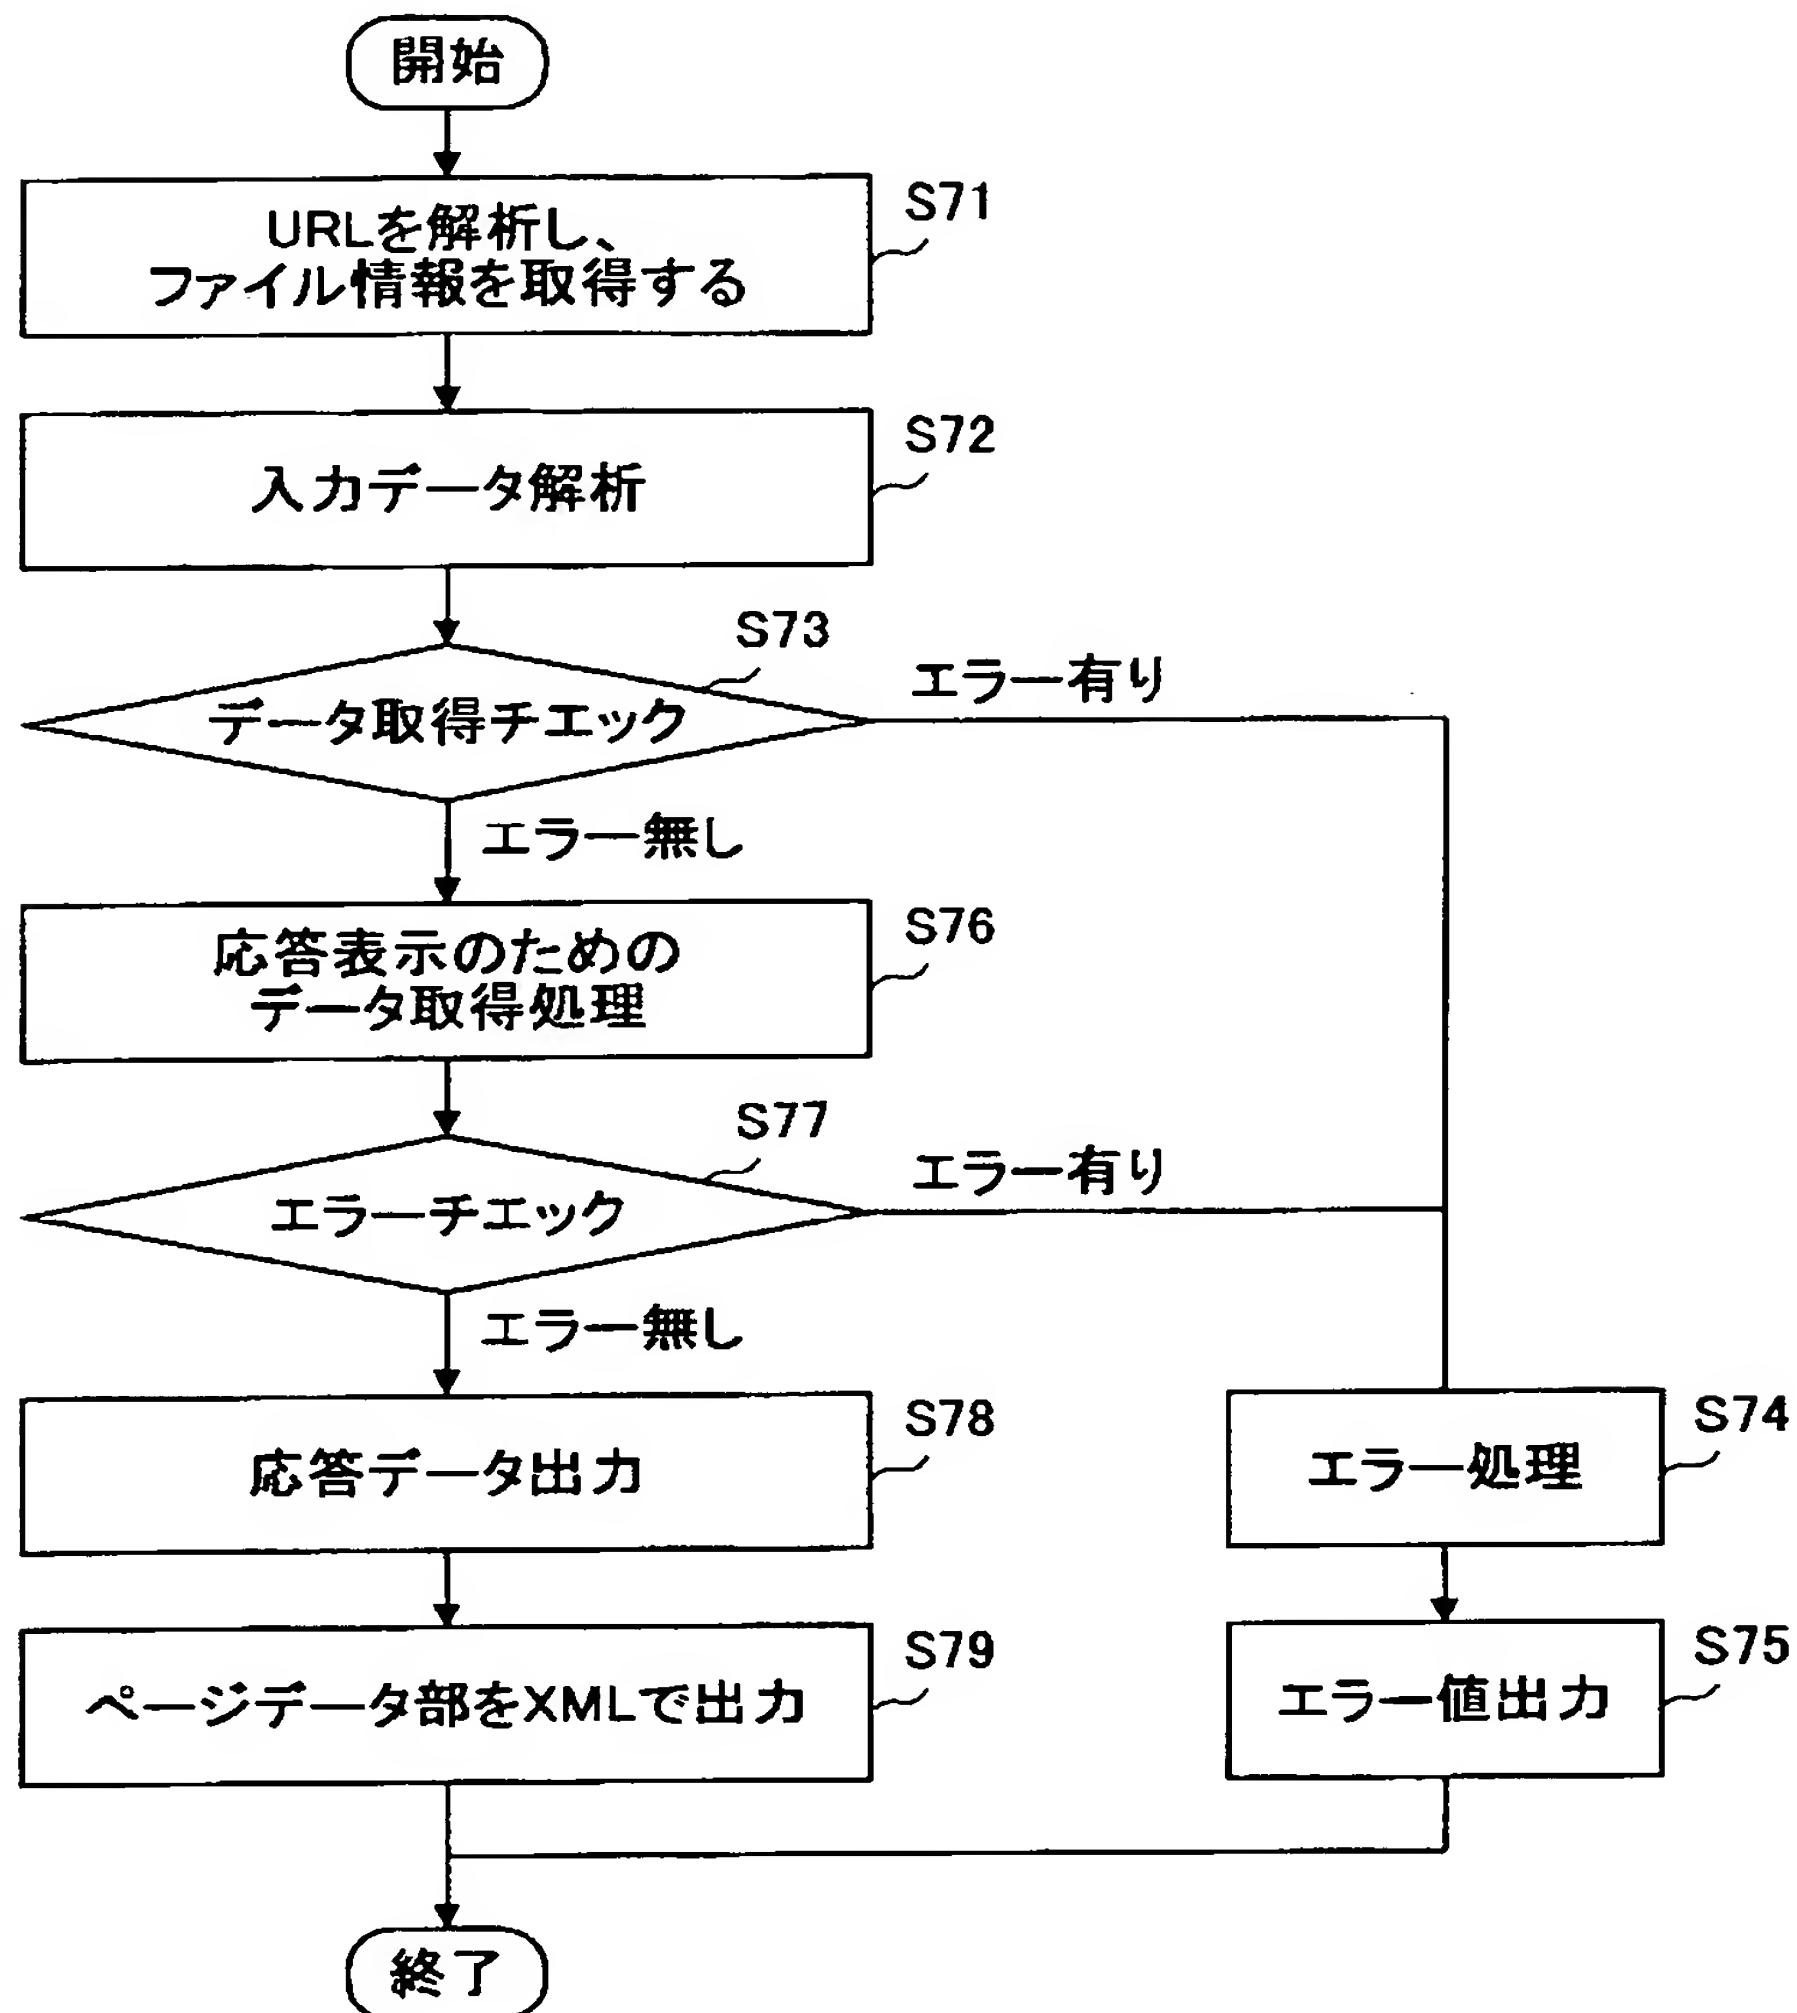 開始
URLを解析し、
ファイル情報を取得する
S71
入力データ解析
S72
データ取得チエック
S73
エラー有り
エラー無し
応答表示のための
データ取得処理
S76
エラーチエック
S77
エラー有り
エラー無し
応答データ出力
S78
エラー処理
S74
ページデータ部をXMLで出力
S79
エラー値出力
S75
終了